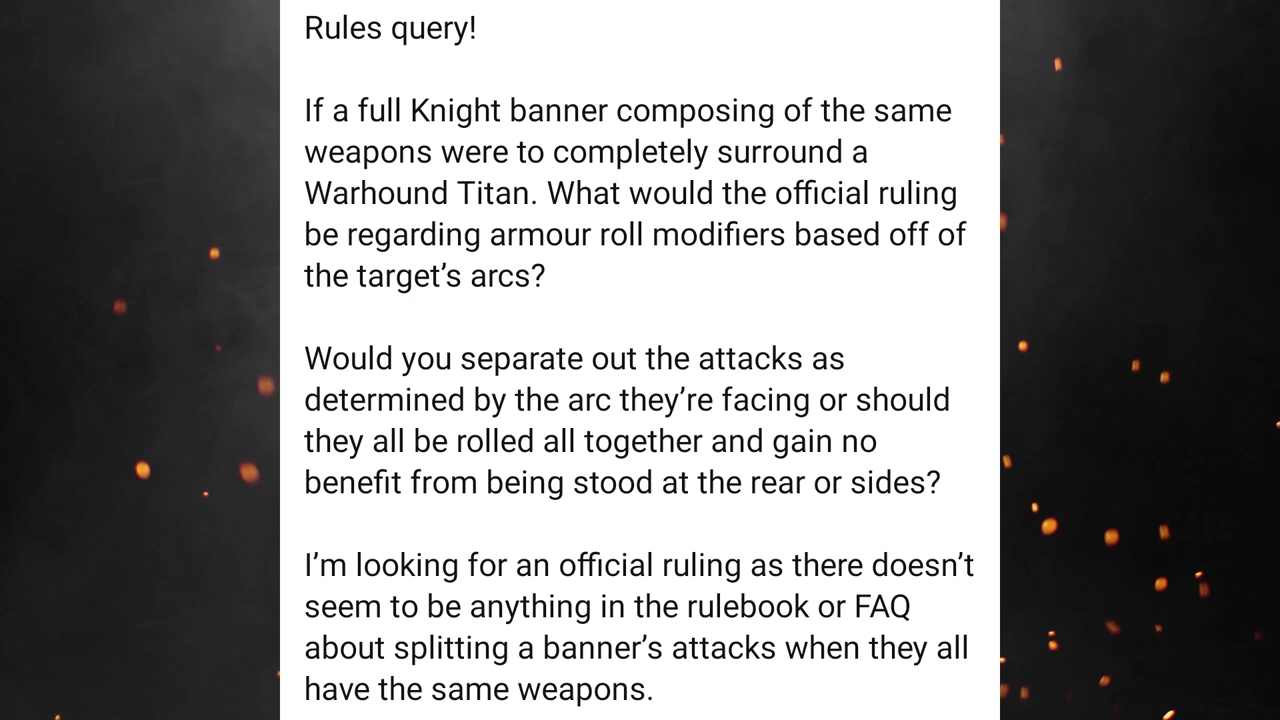 Rules query!
If a full Knight banner composing of the same
weapons were to completely surround a
Warhound Titan. What would the official ruling
be regarding armour roll modifiers based off of
the target’s arcs?
Would you separate out the attacks as
determined by the arc they’re facing or should
they all be rolled all together and gain no
benefit from being stood at the rear or sides?
I’m looking for an official ruling as there doesn’t
seem to be anything in the rulebook or FAQ
about splitting a banner’s attacks when they all
have the same weapons.